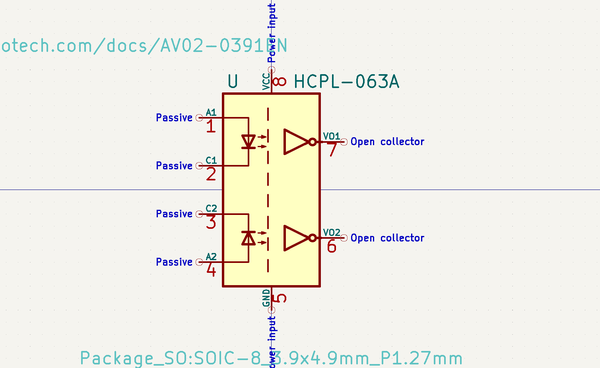 Power input
otech.com/docs/AV02-0391EN
U HCPL-063A
VCC 8
Passive A1 1
VO1 7 Open collector
Passive C1 2
Passive C2 3
VO2 6 Open collector
Passive A2 4
GND 5
ower input
Package_SO:SOIC-8_3.9x4.9mm_P1.27mm